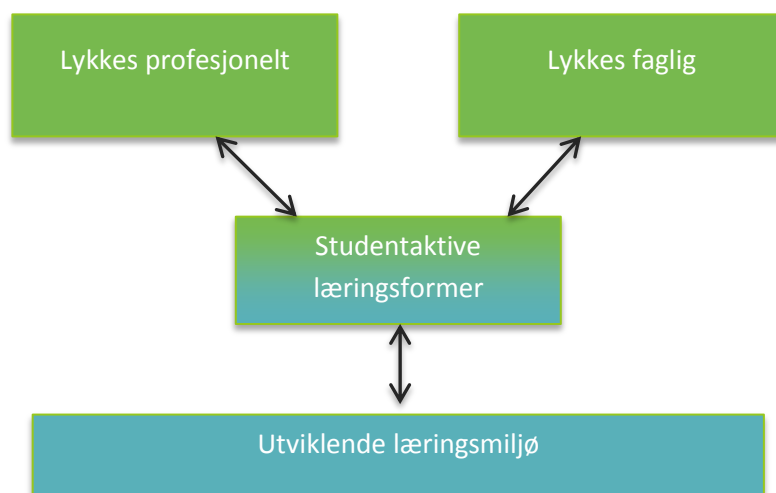 Lykkes profesjonelt
Lykkes faglig
Studentaktive
læringsformer
Utviklende læringsmiljø